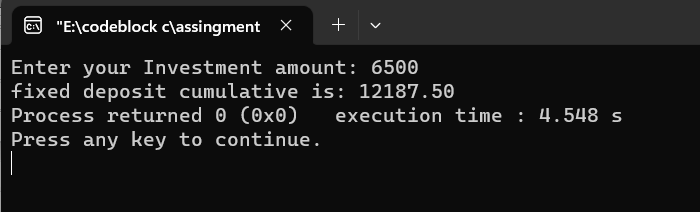 "E:\codeblock c\assingment
Enter your Investment amount: 6500
fixed deposit cumulative is: 12187.50
Process returned 0 (0x0)   execution time : 4.548 s
Press any key to continue.